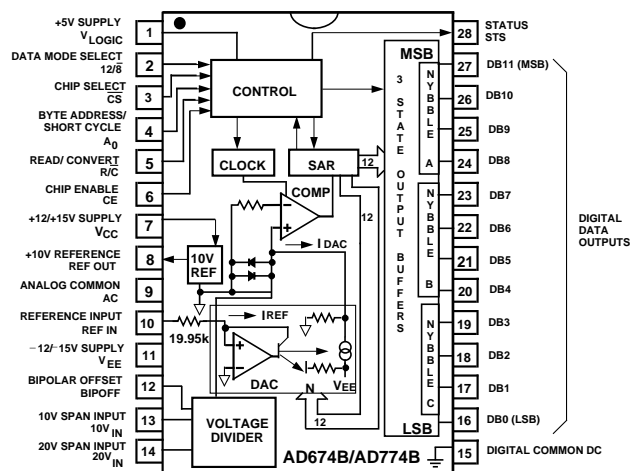 +5V SUPPLY
VLOGIC
1
DATA MODE SELECT
12/8̅
2
CHIP SELECT
C̅S̅
3
BYTE ADDRESS/
SHORT CYCLE
A0
4
READ/ CONVERT
R/C̅
5
CHIP ENABLE
CE
6
+12/+15V SUPPLY
VCC
7
+10V REFERENCE
REF OUT
8
ANALOG COMMON
AC
9
REFERENCE INPUT
REF IN
10
−12/−15V SUPPLY
VEE
11
BIPOLAR OFFSET
BIPOFF
12
10V SPAN INPUT
10VIN
13
20V SPAN INPUT
20VIN
14
CONTROL
CLOCK
SAR
12
COMP
12
IDAC
10V
REF
19.95k
IREF
DAC
VEE
N
12
VOLTAGE
DIVIDER
AD674B/AD774B
MSB
3 STATE OUTPUT BUFFERS
LSB
NYBBLE A
NYBBLE B
NYBBLE C
28
STATUS
STS
27
DB11 (MSB)
26
DB10
25
DB9
24
DB8
23
DB7
22
DB6
21
DB5
20
DB4
19
DB3
18
DB2
17
DB1
16
DB0 (LSB)
15
DIGITAL COMMON DC
DIGITAL
DATA
OUTPUTS